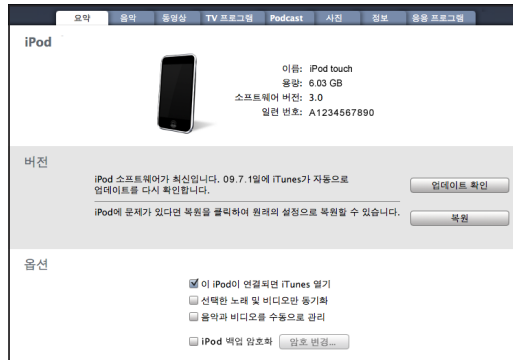 요약 음악 동영상 TV 프로그램 Podcast 사진 정보 응용 프로그램
iPod
이름: iPod touch
용량: 6.03 GB
소프트웨어 버전: 3.0
일련 번호: A1234567890
버전
iPod 소프트웨어가 최신입니다. 09.7.1일에 iTunes가 자동으로
업데이트를 다시 확인합니다.
업데이트 확인
iPod에 문제가 있다면 복원을 클릭하여 원래의 설정으로 복원할 수 있습니다.
복원
옵션
이 iPod이 연결되면 iTunes 열기
선택한 노래 및 비디오만 동기화
음악과 비디오를 수동으로 관리
iPod 백업 암호화 암호 변경...